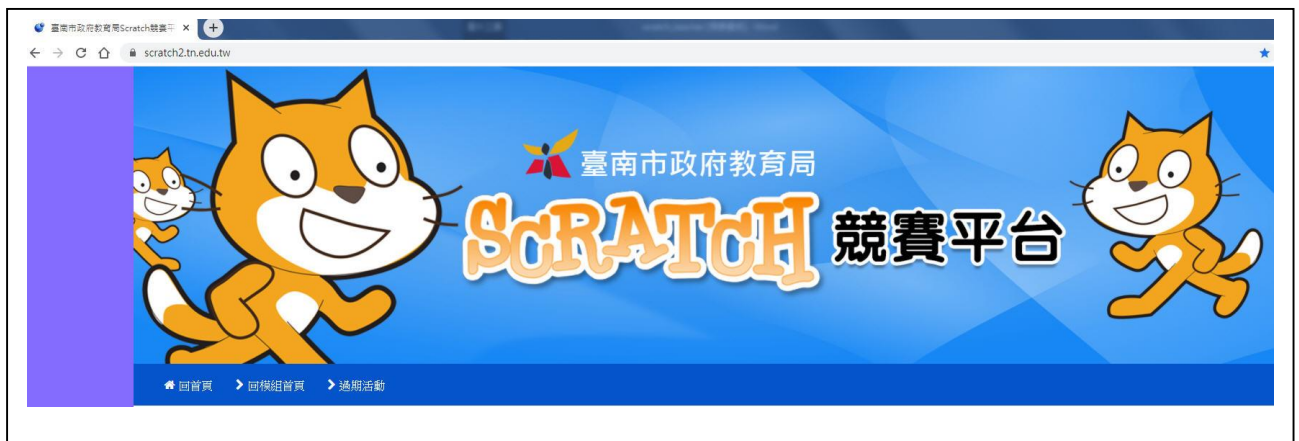 臺南市政府教育局Scratch競賽平
scratch2.tn.edu.tw
臺南市政府教育局
SCRATCH 競賽平台
回首頁 回模組首頁 過期活動